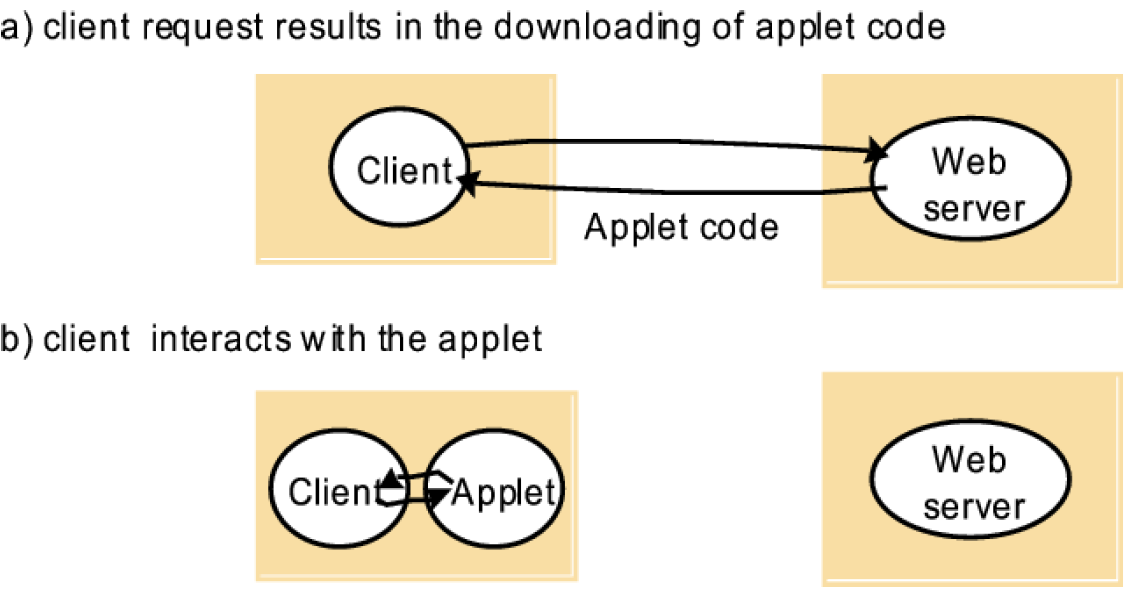 a) client request results in the downloading of applet code
Client
Web
server
Applet code
b) client interacts with the applet
Client
Applet
Web
server